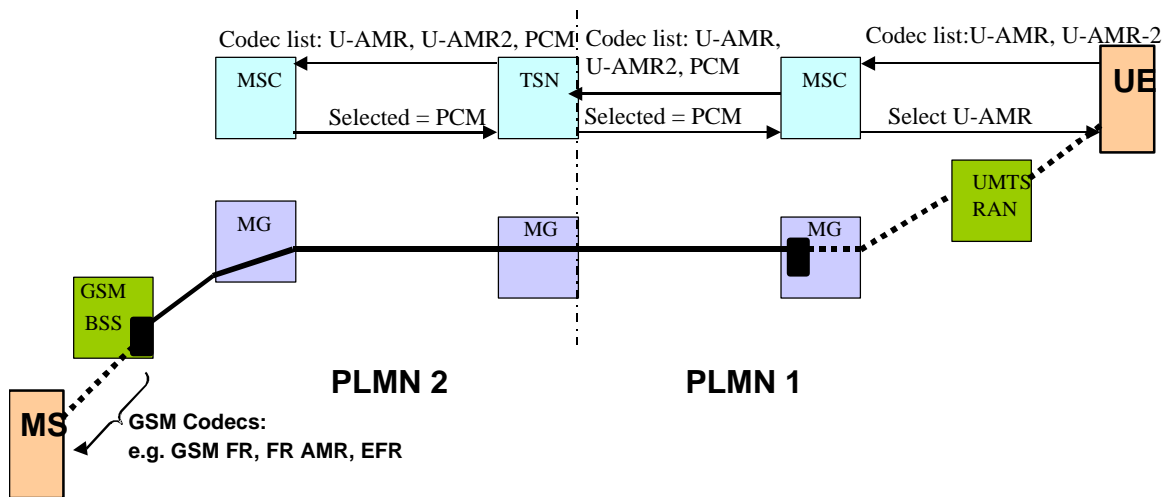 Codec list: U-AMR, U-AMR2, PCM
Codec list: U-AMR,
U-AMR2, PCM
Codec list:U-AMR, U-AMR-2
MSC
TSN
MSC
UE
Selected = PCM
Selected = PCM
Select U-AMR
UMTS
RAN
MG
MG
MG
GSM
BSS
PLMN 2
PLMN 1
MS
GSM Codecs:
e.g. GSM FR, FR AMR, EFR